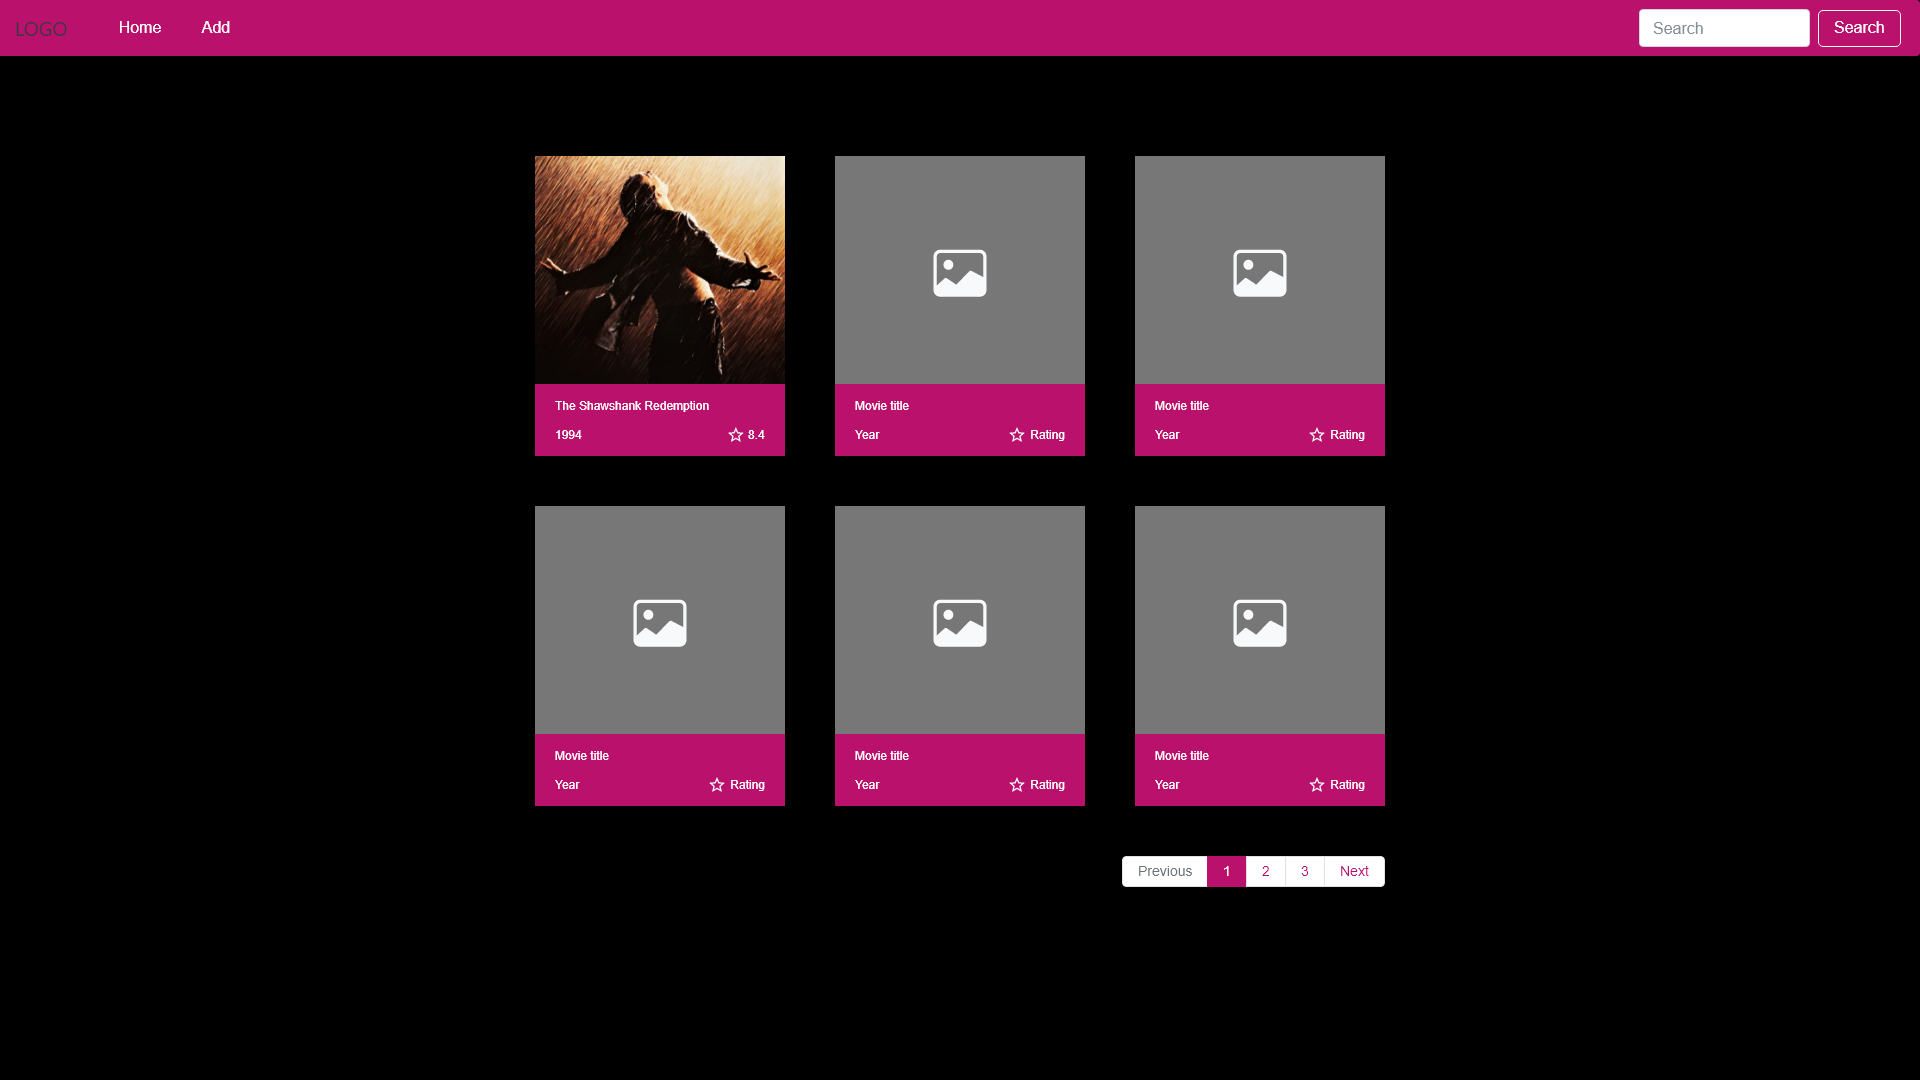 LOGO Home Add Search Search
The Shawshank Redemption
1994 8.4
Movie title
Year Rating
Movie title
Year Rating
Movie title
Year Rating
Movie title
Year Rating
Movie title
Year Rating
Previous 1 2 3 Next